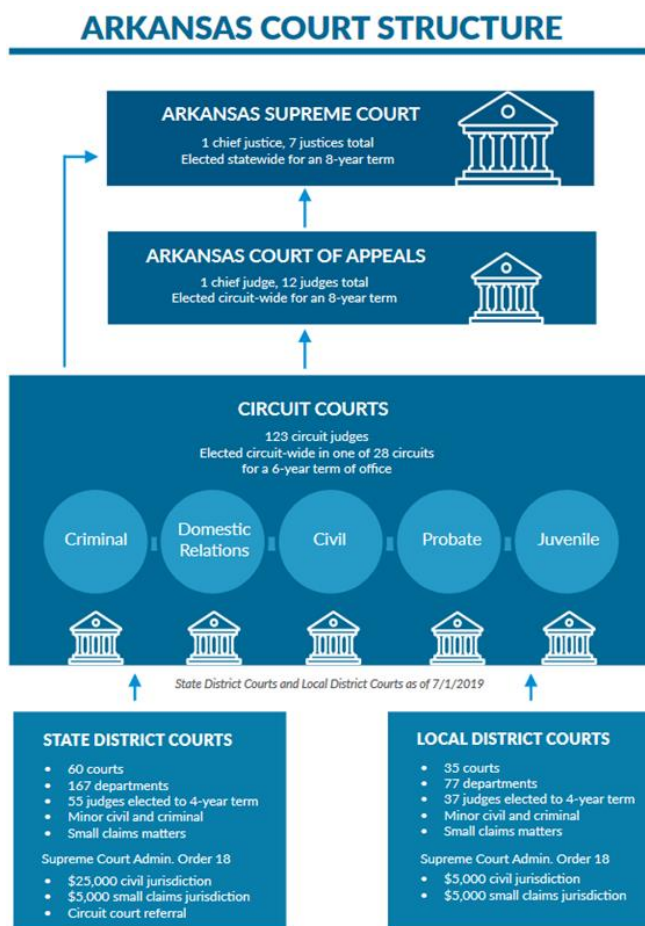 ARKANSAS COURT STRUCTURE
ARKANSAS SUPREME COURT
1 chief justice, 7 justices total
Elected statewide for an 8-year term
ARKANSAS COURT OF APPEALS
1 chief judge, 12 judges total
Elected circuit-wide for an 8-year term
CIRCUIT COURTS
123 circuit judges
Elected circuit-wide in one of 28 circuits
for a 6-year term of office
Criminal
Domestic
Relations
Civil
Probate
Juvenile
State District Courts and Local District Courts as of 7/1/2019
STATE DISTRICT COURTS
• 60 courts
• 167 departments
• 55 judges elected to 4-year term
• Minor civil and criminal
• Small claims matters
Supreme Court Admin. Order 18
• $25,000 civil jurisdiction
• $5,000 small claims jurisdiction
• Circuit court referral
LOCAL DISTRICT COURTS
• 35 courts
• 77 departments
• 37 judges elected to 4-year term
• Minor civil and criminal
• Small claims matters
Supreme Court Admin. Order 18
• $5,000 civil jurisdiction
• $5,000 small claims jurisdiction